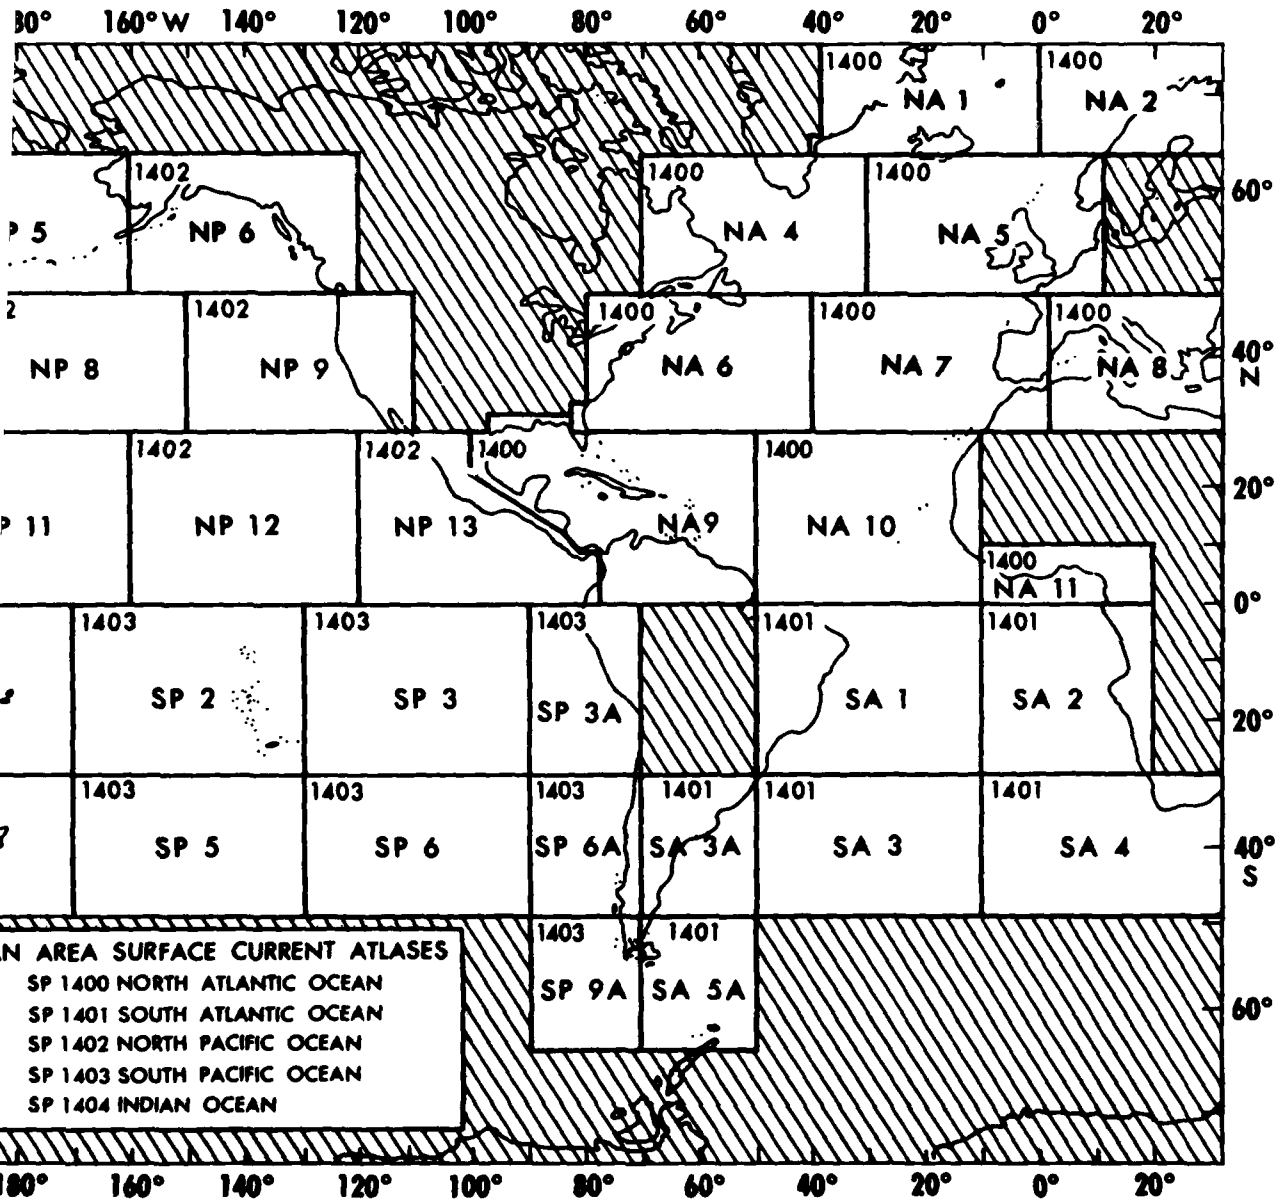 80° 160° W 140° 120° 100° 80° 60° 40° 20° 0° 20°
1400 1400
NA 1 NA 2
1402 1400 1400
60°
P 5 NP 6 NA 4 NA 5
2 1402 1400 1400 1400
NP 8 NP 9 NA 6 NA 7 NA 8 40°
N
1402 1402 1400 1400
20°
P 11 NP 12 NP 13 NA9 NA 10
1400
NA 11 0°
1403 1403 1403 1401 1401
SP 2 SP 3 SP 3A SA 1 SA 2
20°
1403 1403 1403 1401 1401 1401
SP 5 SP 6 SP 6A SA 3A SA 3 SA 4 40°
S
1403 1401
SP 9A SA 5A
60°
AN AREA SURFACE CURRENT ATLASES
SP 1400 NORTH ATLANTIC OCEAN
SP 1401 SOUTH ATLANTIC OCEAN
SP 1402 NORTH PACIFIC OCEAN
SP 1403 SOUTH PACIFIC OCEAN
SP 1404 INDIAN OCEAN
180° 160° 140° 120° 100° 80° 60° 40° 20° 0° 20°